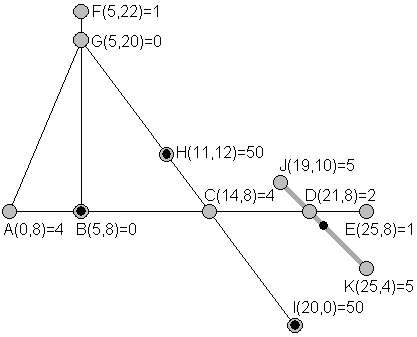 F(5,22)=1
G(5,20)=0
H(11,12)=50
J(19,10)=5
C(14,8)=4
D(21,8)=2
A(0,8)=4
B(5,8)=0
E(25,8)=1
K(25,4)=5
I(20,0)=50